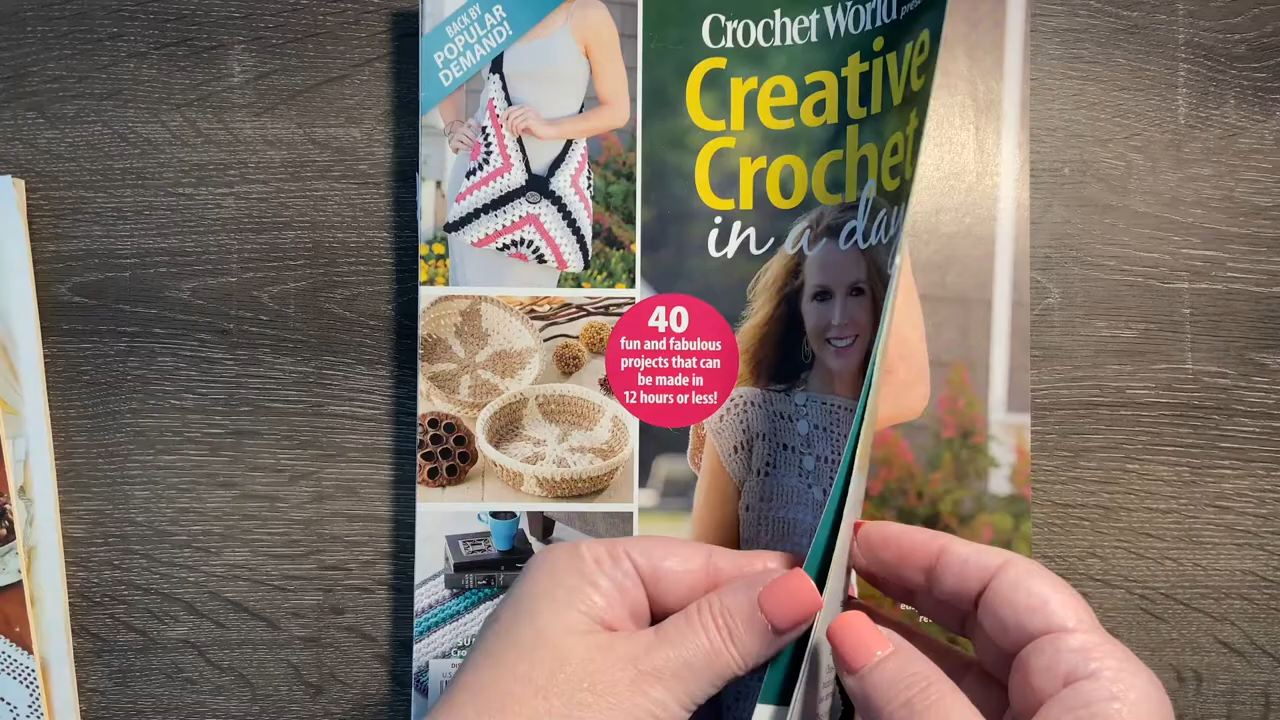 BACK BY
POPULAR
DEMAND!
Crochet World
Creative
Crochet
in a day
40
fun and fabulous
projects that can
be made in
12 hours or less!